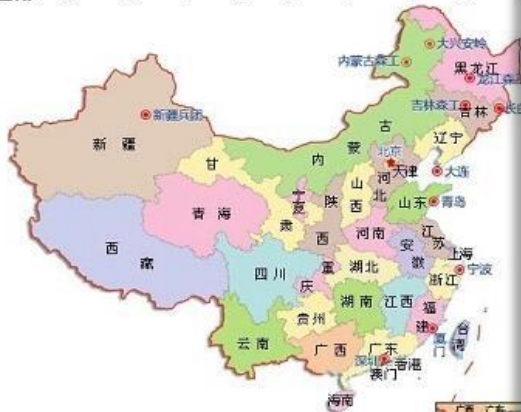 大兴安岭
内蒙古森工
黑龙江
龙江森
吉林森工
吉林
长
新疆兵团
新疆
辽宁
内蒙古
甘肃
北京
天津
河北
大连
山西
宁夏
陕西
山东
青岛
青海
河南
江苏
西藏
安徽
上海
四川
重庆
湖北
宁波
浙江
湖南
江西
福建
贵州
厦门
台湾
云南
广西
广东
深圳
香港
澳门
海南